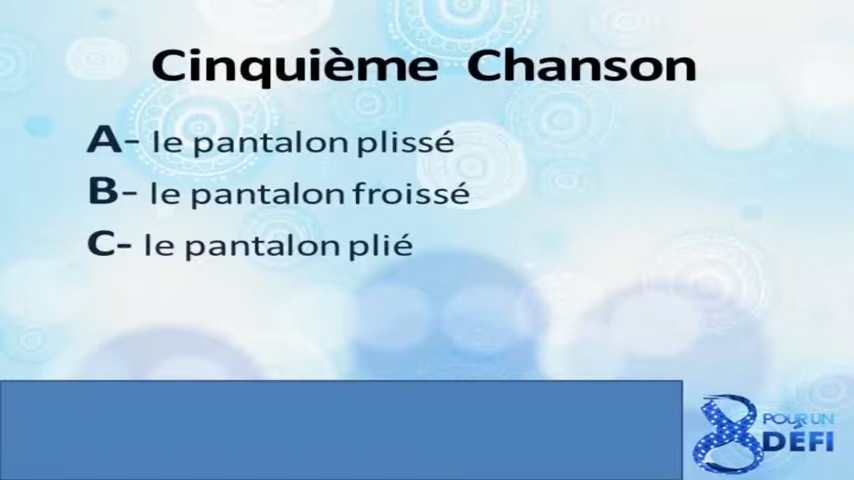 Cinquième Chanson
A- le pantalon plissé
B- le pantalon froissé
C- le pantalon plié
8 POUR UN
DÉFI